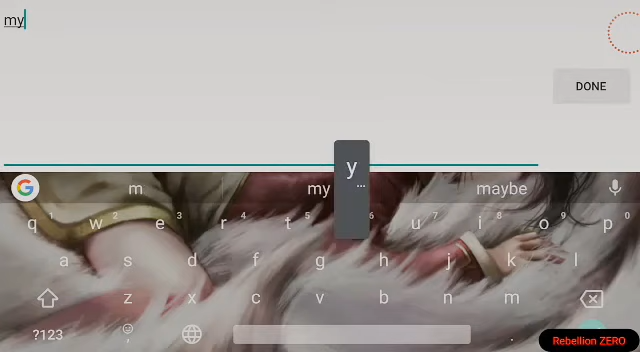 my
DONE
y
...
m my maybe
q 1 w 2 e 3 r 4 t 5 6 u 7 i 8 o 9 p 0
a s d f g h j k l
z x c v b n m
?123 , .
Rebellion ZERO